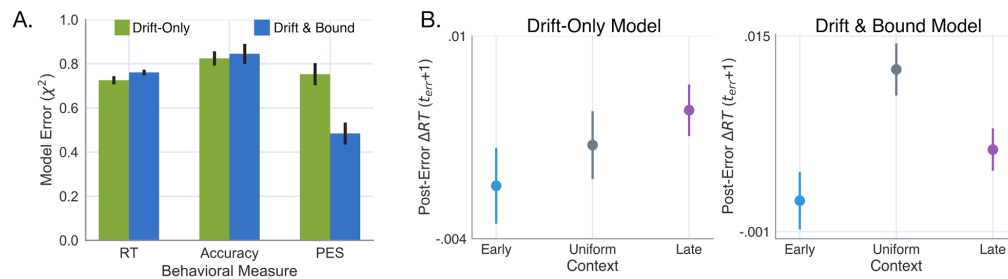 A.
Drift-Only
Drift & Bound
1.0
0.8
0.6
0.4
0.2
0.0
Model Error (χ²)
RT
Accuracy
PES
Behavioral Measure
B.
Drift-Only Model
.01
-.004
Post-Error ΔRT (t_err+1)
Early
Uniform
Late
Context
Drift & Bound Model
.015
-.001
Post-Error ΔRT (t_err+1)
Early
Uniform
Late
Context